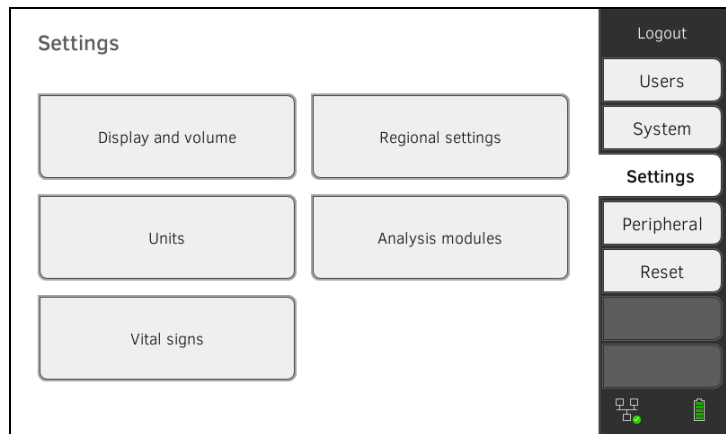 Settings
Display and volume
Regional settings
Units
Analysis modules
Vital signs
Logout
Users
System
Settings
Peripheral
Reset